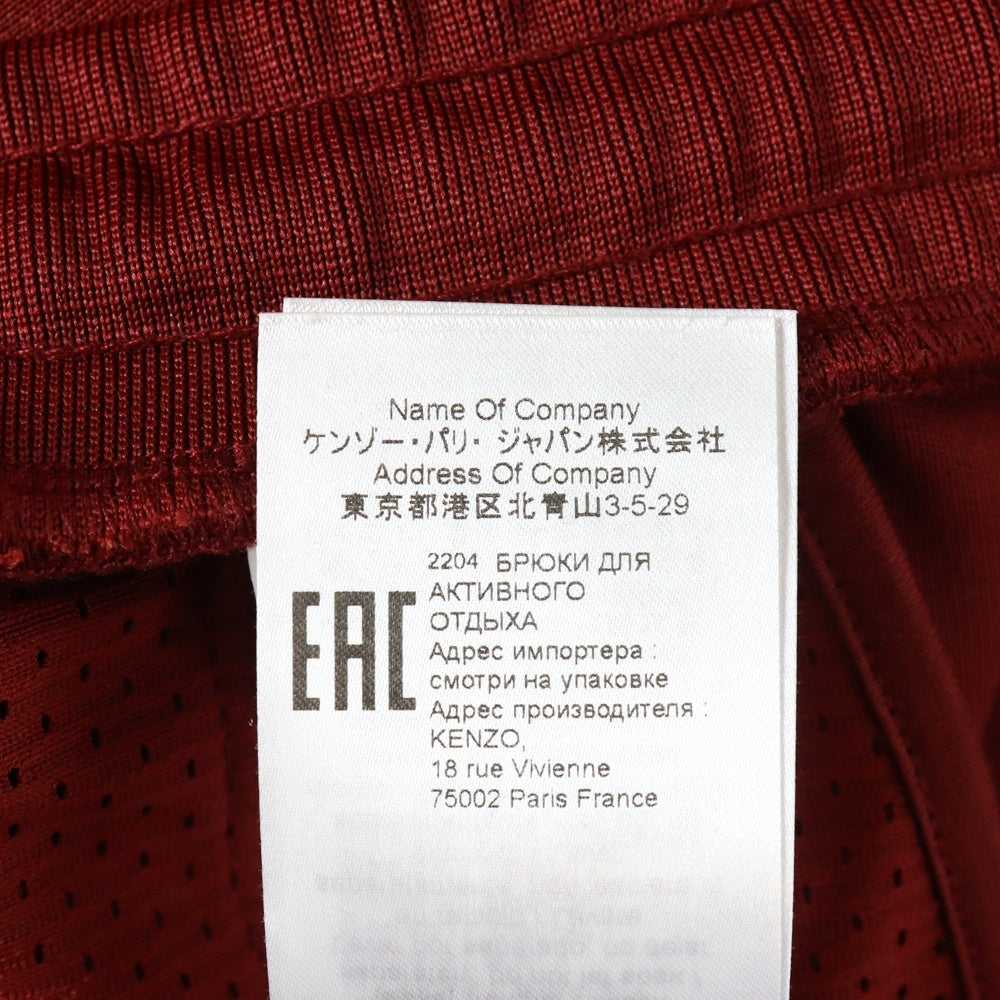 Name Of Company
ケンゾー・パリ・ジャパン株式会社
Address Of Company
東京都港区北青山3-5-29
2204 БРЮКИ ДЛЯ
АКТИВНОГО
ОТДЫХА
EAC
Адрес импортера :
смотри на упаковке
Адрес производителя :
KENZO,
18 rue Vivienne
75002 Paris France